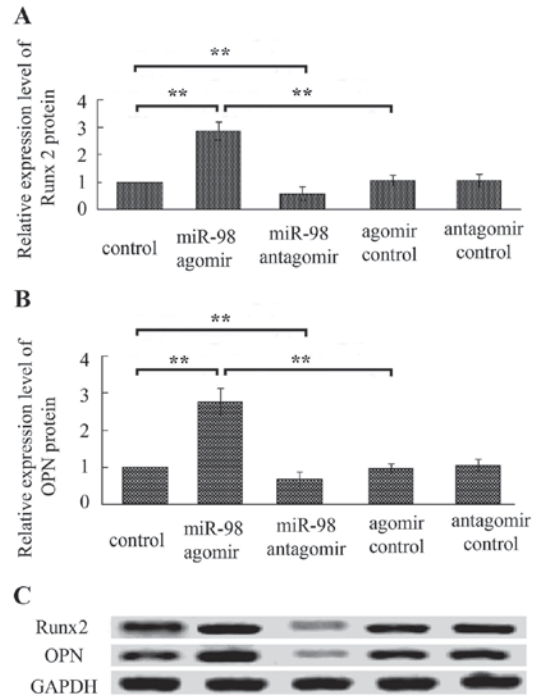 A
Relative expression level of
Runx 2 protein
**
**
**
4
3
2
1
0
control
miR-98
agomir
miR-98
antagomir
agomir
control
antagomir
control
B
Relative expression level of
OPN protein
**
**
**
4
3
2
1
0
control
miR-98
agomir
miR-98
antagomir
agomir
control
antagomir
control
C
Runx2
OPN
GAPDH